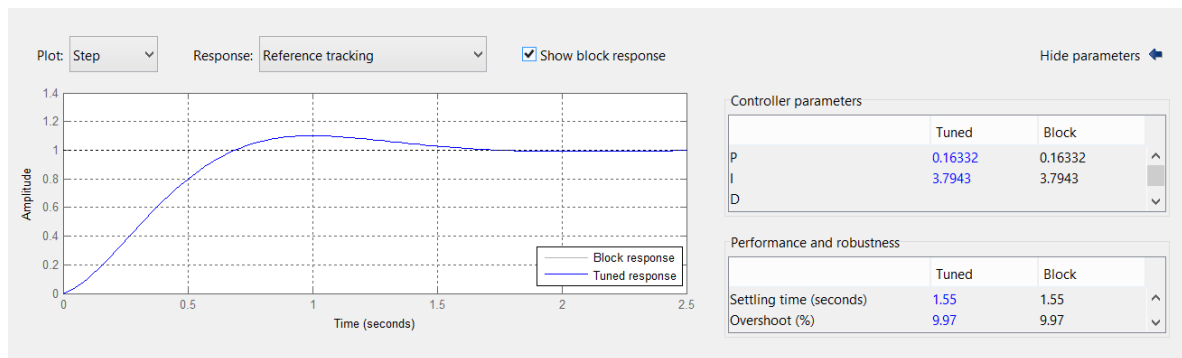 Plot: Step Response: Reference tracking Show block response Hide parameters
1.4
1.2
1
0.8
0.6
0.4
0.2
0
Amplitude
0 0.5 1 1.5 2 2.5
Time (seconds)
Block response
Tuned response
Controller parameters
Tuned Block
P 0.16332 0.16332
I 3.7943 3.7943
D
Performance and robustness
Tuned Block
Settling time (seconds) 1.55 1.55
Overshoot (%) 9.97 9.97